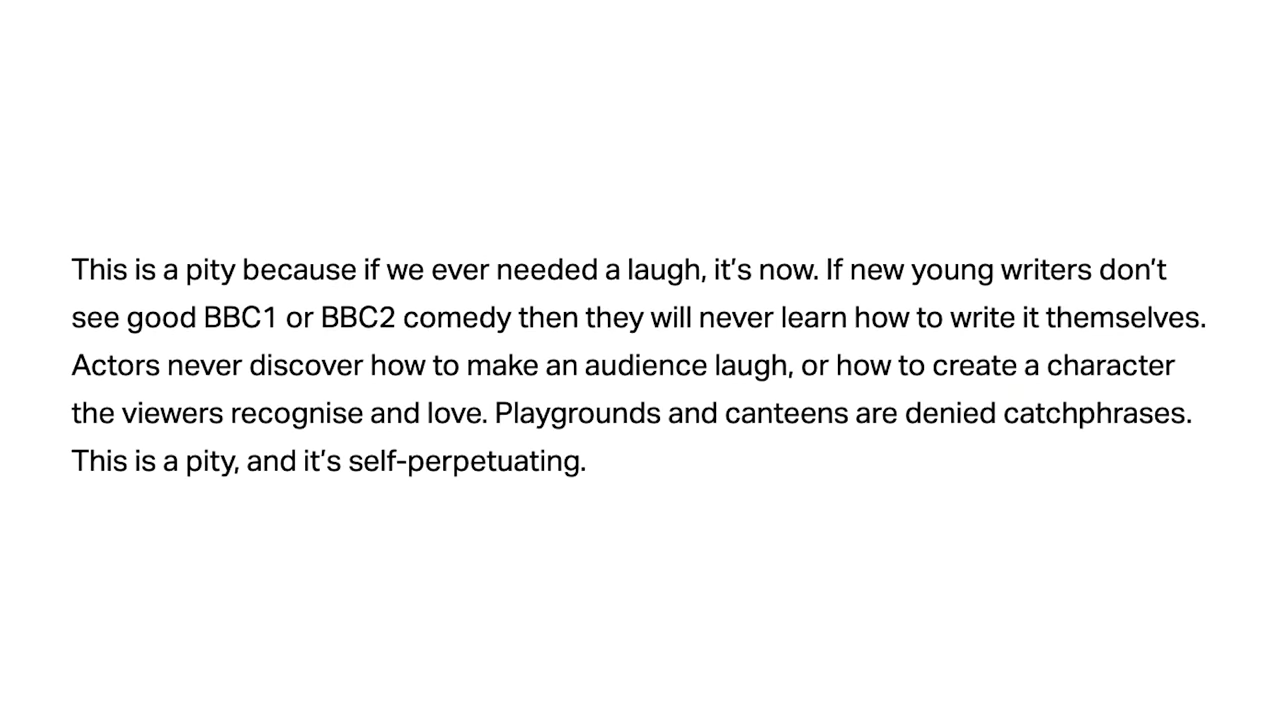 This is a pity because if we ever needed a laugh, it’s now. If new young writers don’t
see good BBC1 or BBC2 comedy then they will never learn how to write it themselves.
Actors never discover how to make an audience laugh, or how to create a character
the viewers recognise and love. Playgrounds and canteens are denied catchphrases.
This is a pity, and it’s self-perpetuating.